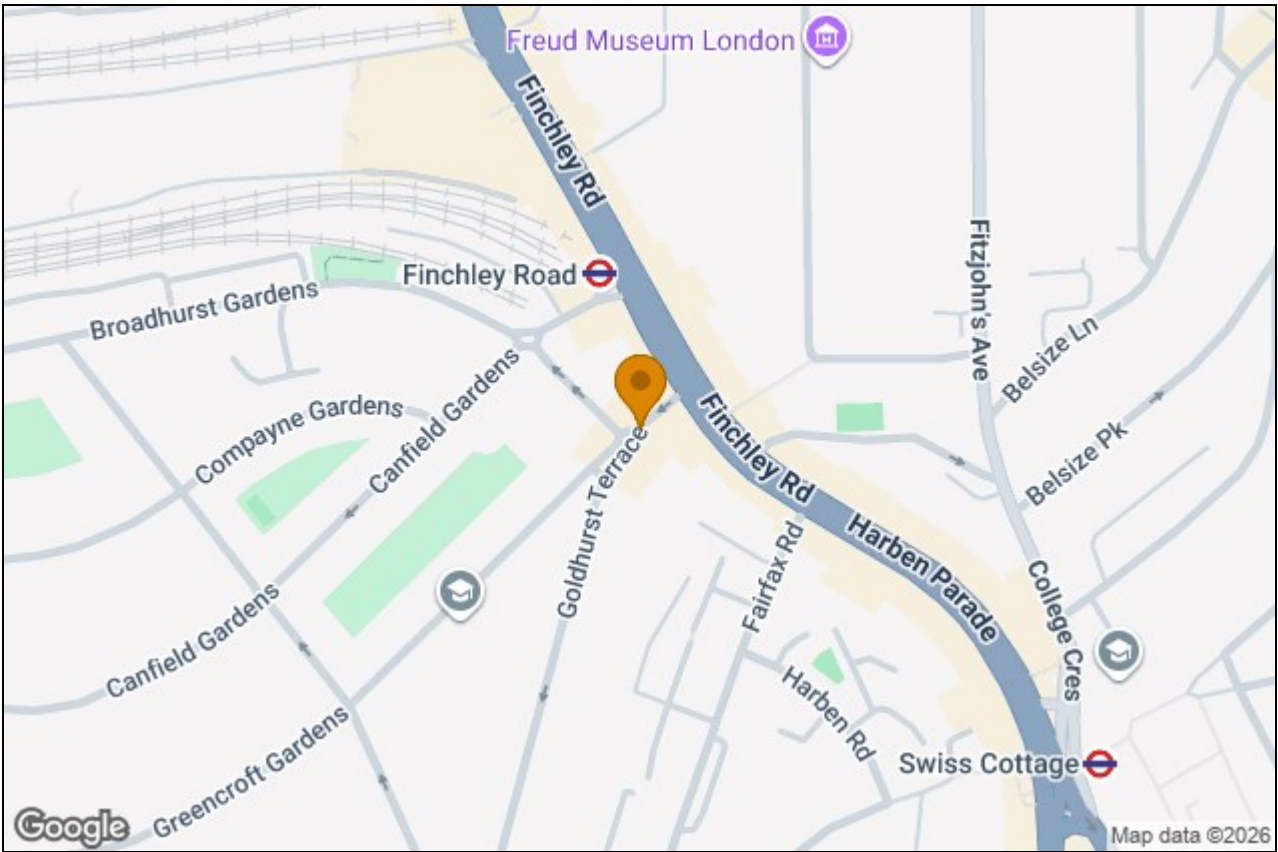 Freud Museum London
Finchley Rd
Fitzjohn's Ave
Finchley Road
Broadhurst Gardens
Belsize Ln
Canfield Gardens
Compayne Gardens
Finchley Rd
Belsize Pk
Goldhurst Terrace
Harben Parade
Fairfax Rd
College Cres
Canfield Gardens
Harben Rd
Greencroft Gardens
Swiss Cottage
Google
Map data ©2026